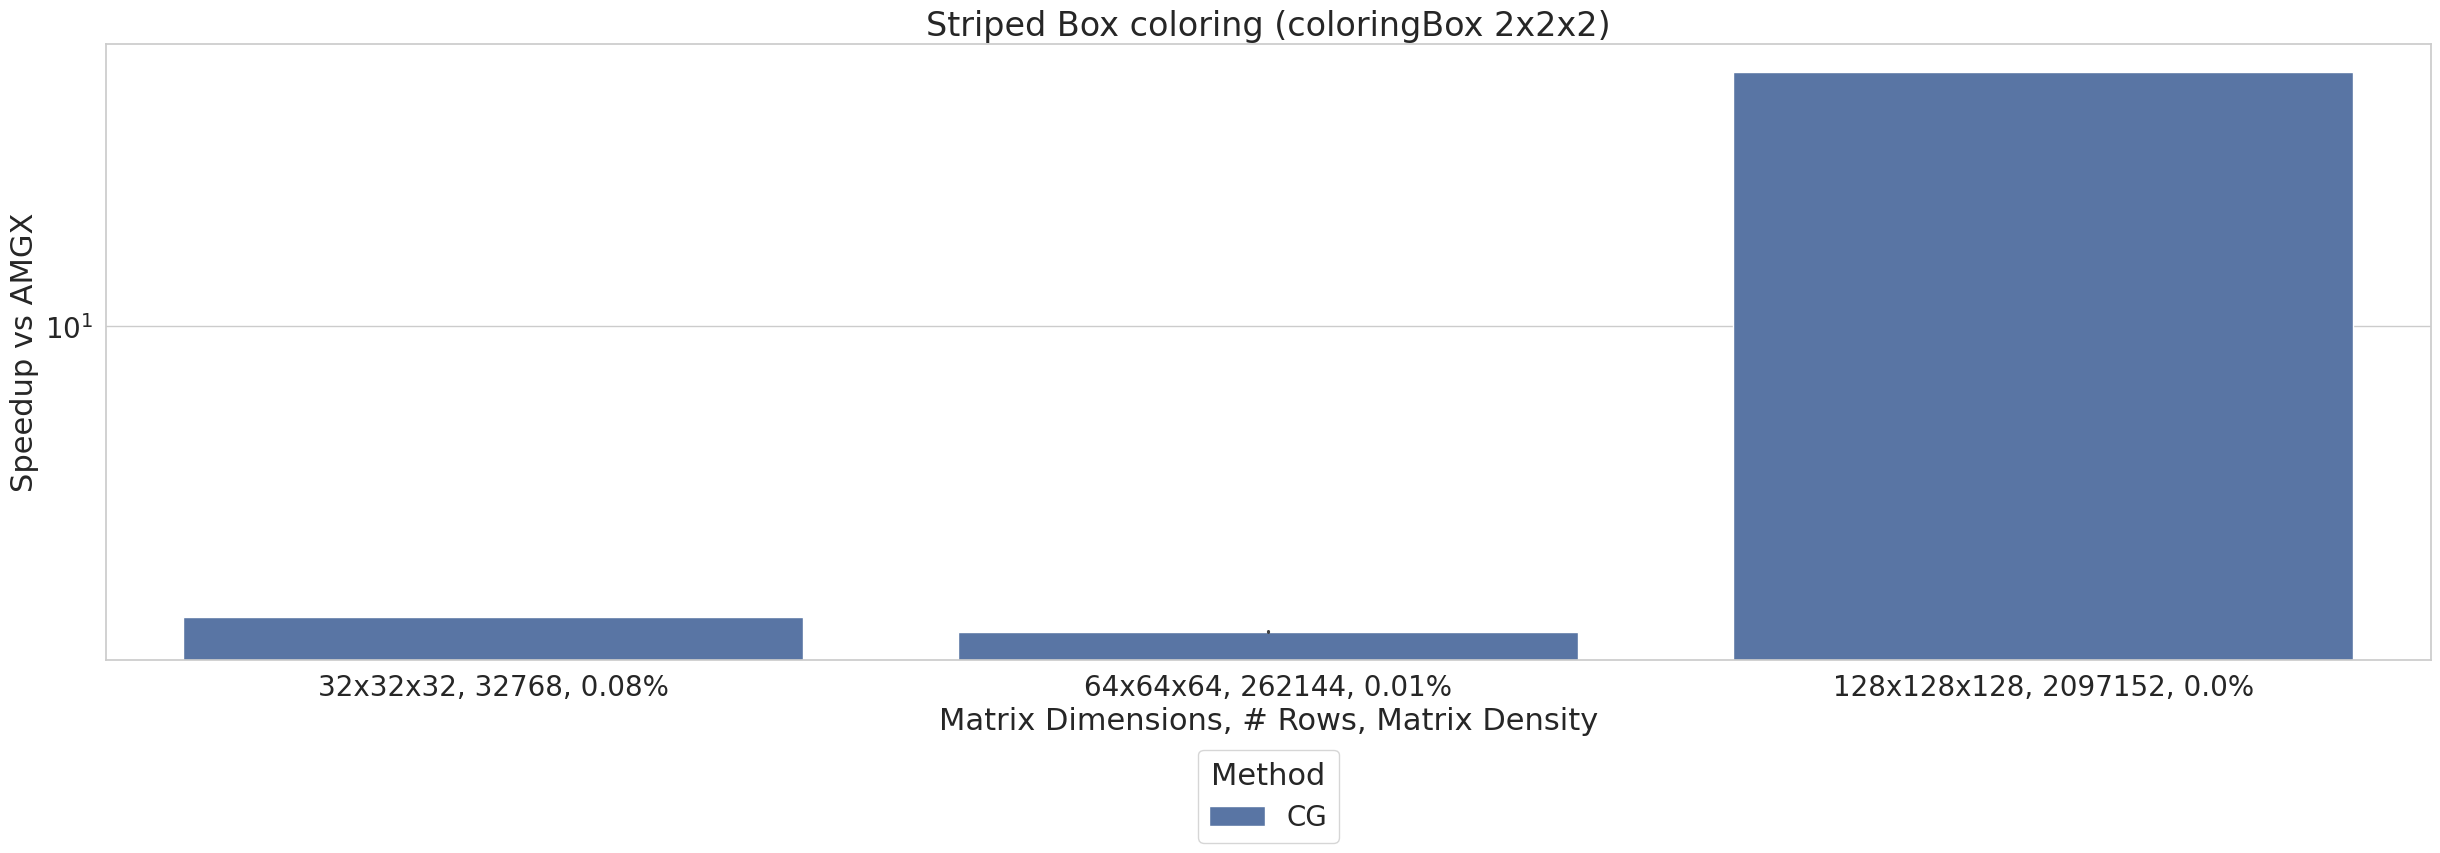 Striped Box coloring (coloringBox 2x2x2)
Speedup vs AMGX
10¹
32x32x32, 32768, 0.08%
64x64x64, 262144, 0.01%
128x128x128, 2097152, 0.0%
Matrix Dimensions, # Rows, Matrix Density
Method
CG